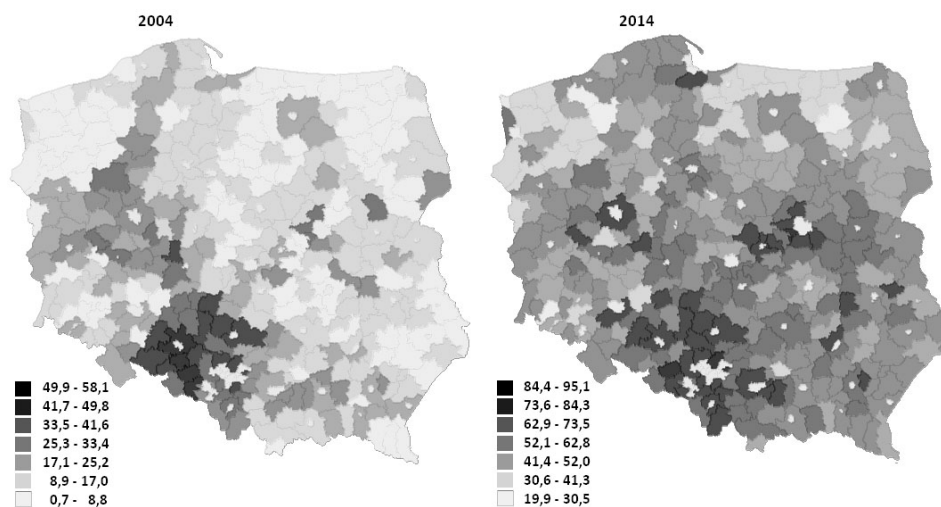 2004
49,9 - 58,1
41,7 - 49,8
33,5 - 41,6
25,3 - 33,4
17,1 - 25,2
8,9 - 17,0
0,7 - 8,8
2014
84,4 - 95,1
73,6 - 84,3
62,9 - 73,5
52,1 - 62,8
41,4 - 52,0
30,6 - 41,3
19,9 - 30,5